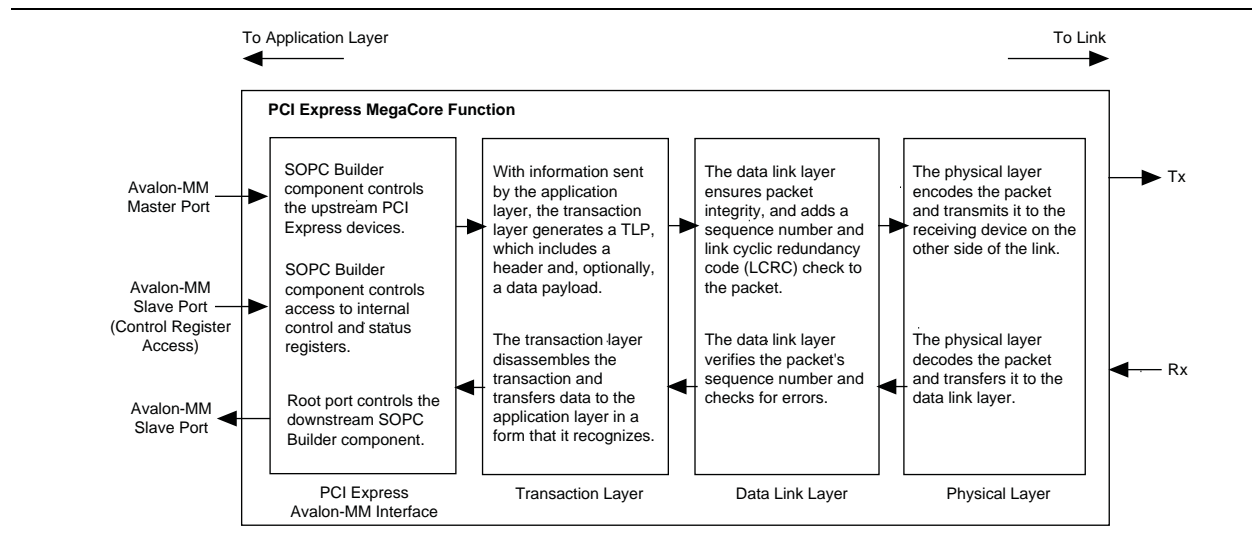 To Application Layer
To Link
PCI Express MegaCore Function
Avalon-MM
Master Port
Avalon-MM
Slave Port
(Control Register
Access)
Avalon-MM
Slave Port
SOPC Builder
component controls
the upstream PCI
Express devices.
SOPC Builder
component controls
access to internal
control and status
registers.
Root port controls the
downstream SOPC
Builder component.
PCI Express
Avalon-MM Interface
With information sent
by the application
layer, the transaction
layer generates a TLP,
which includes a
header and, optionally,
a data payload.
The transaction layer
disassembles the
transaction and
transfers data to the
application layer in a
form that it recognizes.
Transaction Layer
The data link layer
ensures packet
integrity, and adds a
sequence number and
link cyclic redundancy
code (LCRC) check to
the packet.
The data link layer
verifies the packet's
sequence number and
checks for errors.
Data Link Layer
The physical layer
encodes the packet
and transmits it to the
receiving device on the
other side of the link.
The physical layer
decodes the packet
and transfers it to the
data link layer.
Physical Layer
Tx
Rx